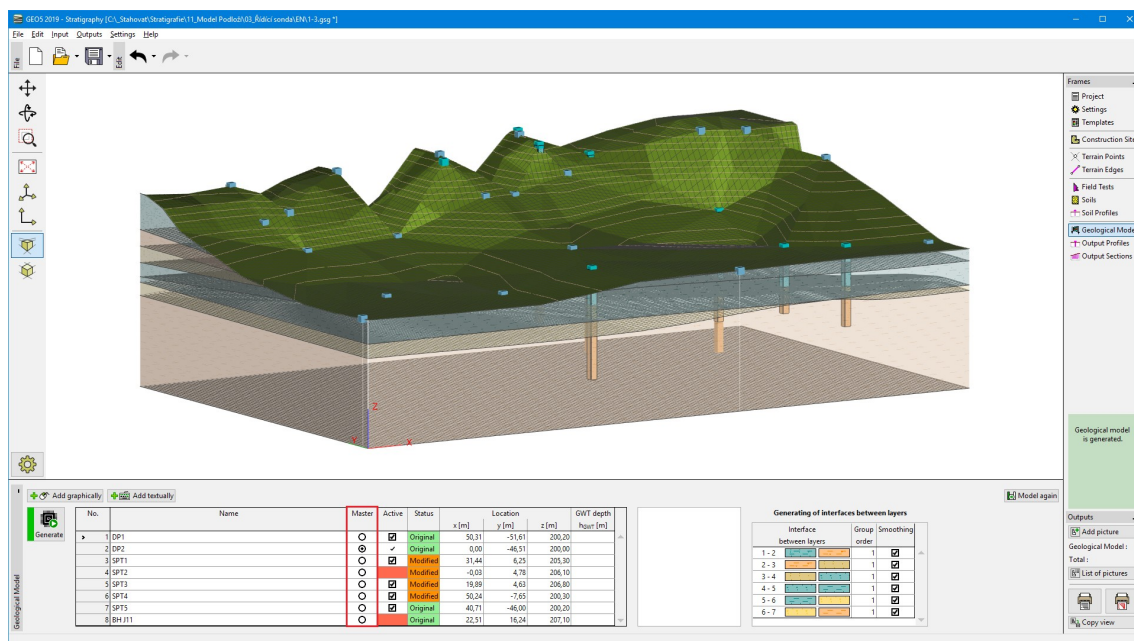 GEO5 2019 - Stratigraphy [C:\_Stahovat\Stratigrafie\11_Model Podloží\03_Řídící sonda\EN\1-3.gsg *]
File Edit Input Outputs Settings Help
File
Edit
Frames
Project
Settings
Templates
Construction Site
Terrain Points
Terrain Edges
Field Tests
Soils
Soil Profiles
Geological Mode
Output Profiles
Output Sections
Z
Y X
Geological model
is generated.
Geological Model
Add graphically Add textually Model again
Generate
No. Name Master Active Status Location GWT depth
x [m] y [m] z [m] hGWT [m]
1 DP1 Original 50,31 -51,61 200,20
2 DP2 Original 0,00 -46,51 200,00
3 SPT1 Modified 31,44 6,25 205,30
4 SPT2 Modified -0,03 4,78 206,10
5 SPT3 Modified 19,89 4,63 206,80
6 SPT4 Modified 50,24 -7,65 200,30
7 SPT5 Original 40,71 -46,00 200,20
8 BH J11 Original 22,51 16,24 207,10
Generating of interfaces between layers
Interface Group Smoothing
between layers order
1 - 2 1
2 - 3 1
3 - 4 1
4 - 5 1
5 - 6 1
6 - 7 1
Outputs
Add picture
Geological Model :
Total :
List of pictures
Copy view